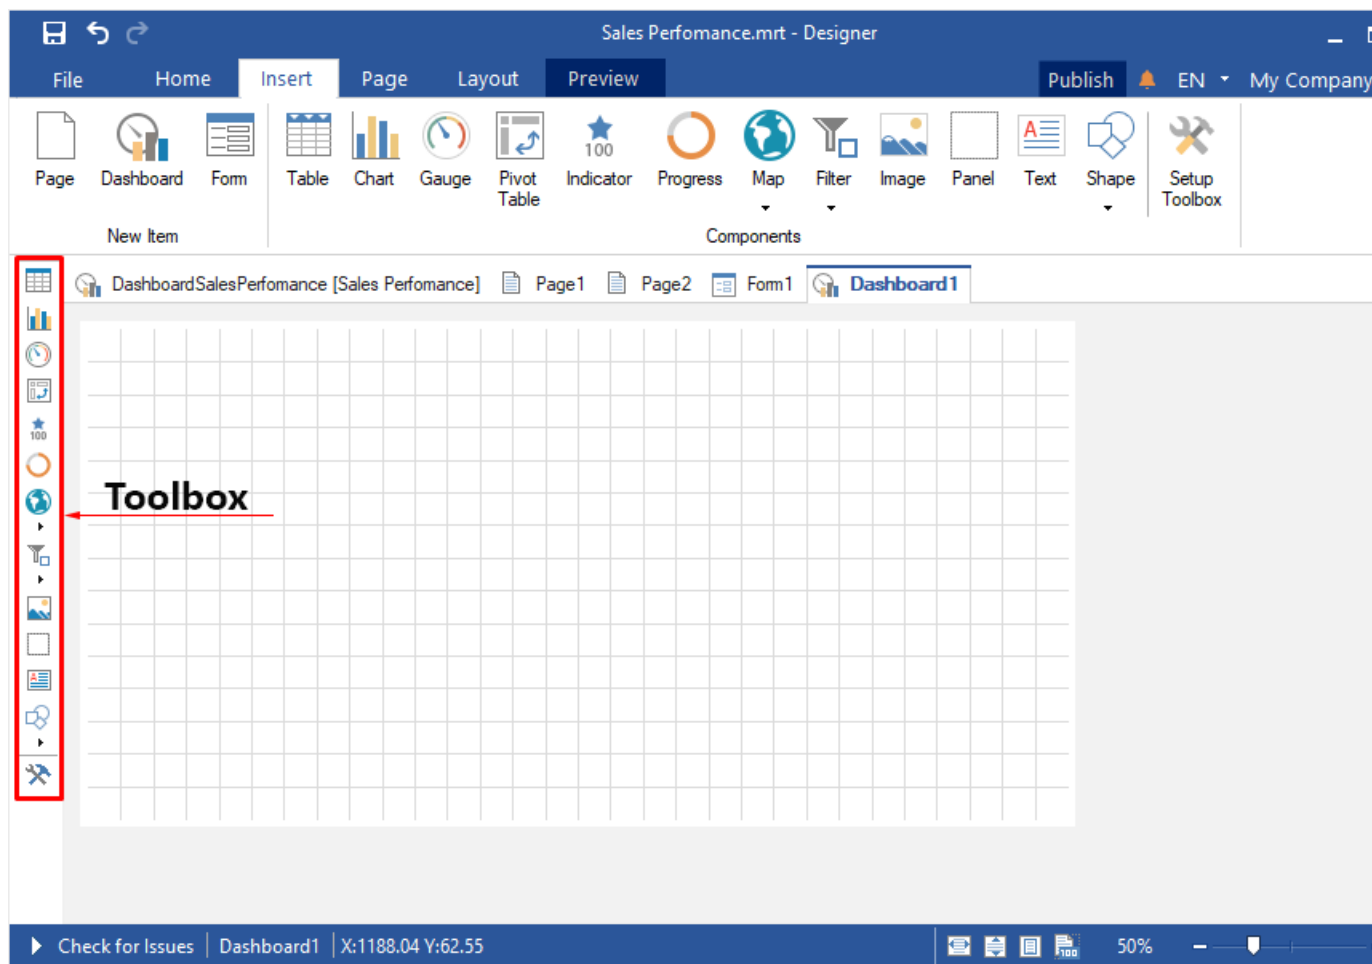 Sales Perfomance.mrt - Designer
File Home Insert Page Layout Preview Publish EN My Company
Page Dashboard Form Table Chart Gauge Pivot Table Indicator Progress Map Filter Image Panel Text Shape Setup Toolbox
100
A
New Item Components
DashboardSalesPerfomance [Sales Perfomance] Page1 Page2 Form1 Dashboard1
100
Toolbox
A
Check for Issues Dashboard1 X:1188.04 Y:62.55 100 50%